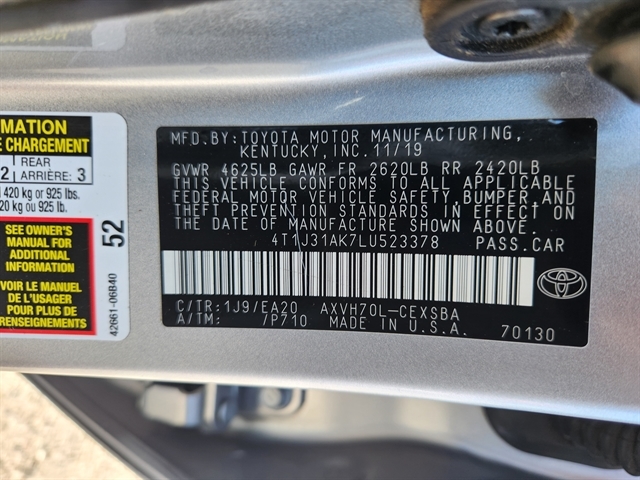 MATION
E CHARGEMENT
REAR
2 ARRIÈRE: 3
420 kg or 925 lbs.
20 kg ou 925 lb.
SEE OWNER'S
MANUAL FOR
VOIR LE MANUEL
DE L'USAGER
POUR PLUS DE
RENSEIGNEMENTS
52
42661-06B40
MFD.BY:TOYOTA MOTOR MANUFACTURING,
KENTUCKY, INC. 11/19
GVWR 4625LB GAWR FR 2620LB RR 2420LB
THIS VEHICLE CONFORMS TO ALL APPLICABLE
FEDERAL MOTOR VEHICLE SAFETY, BUMPER, AND
THEFT PREVENTION STANDARDS IN EFFECT ON
THE DATE OF MANUFACTURE SHOWN ABOVE.
4T1J31AK7LU523378 PASS.CAR
C/TR: 1J9/EA20 AXVH70L-CEXSBA
A/TM: /P710 MADE IN U.S.A. 70130